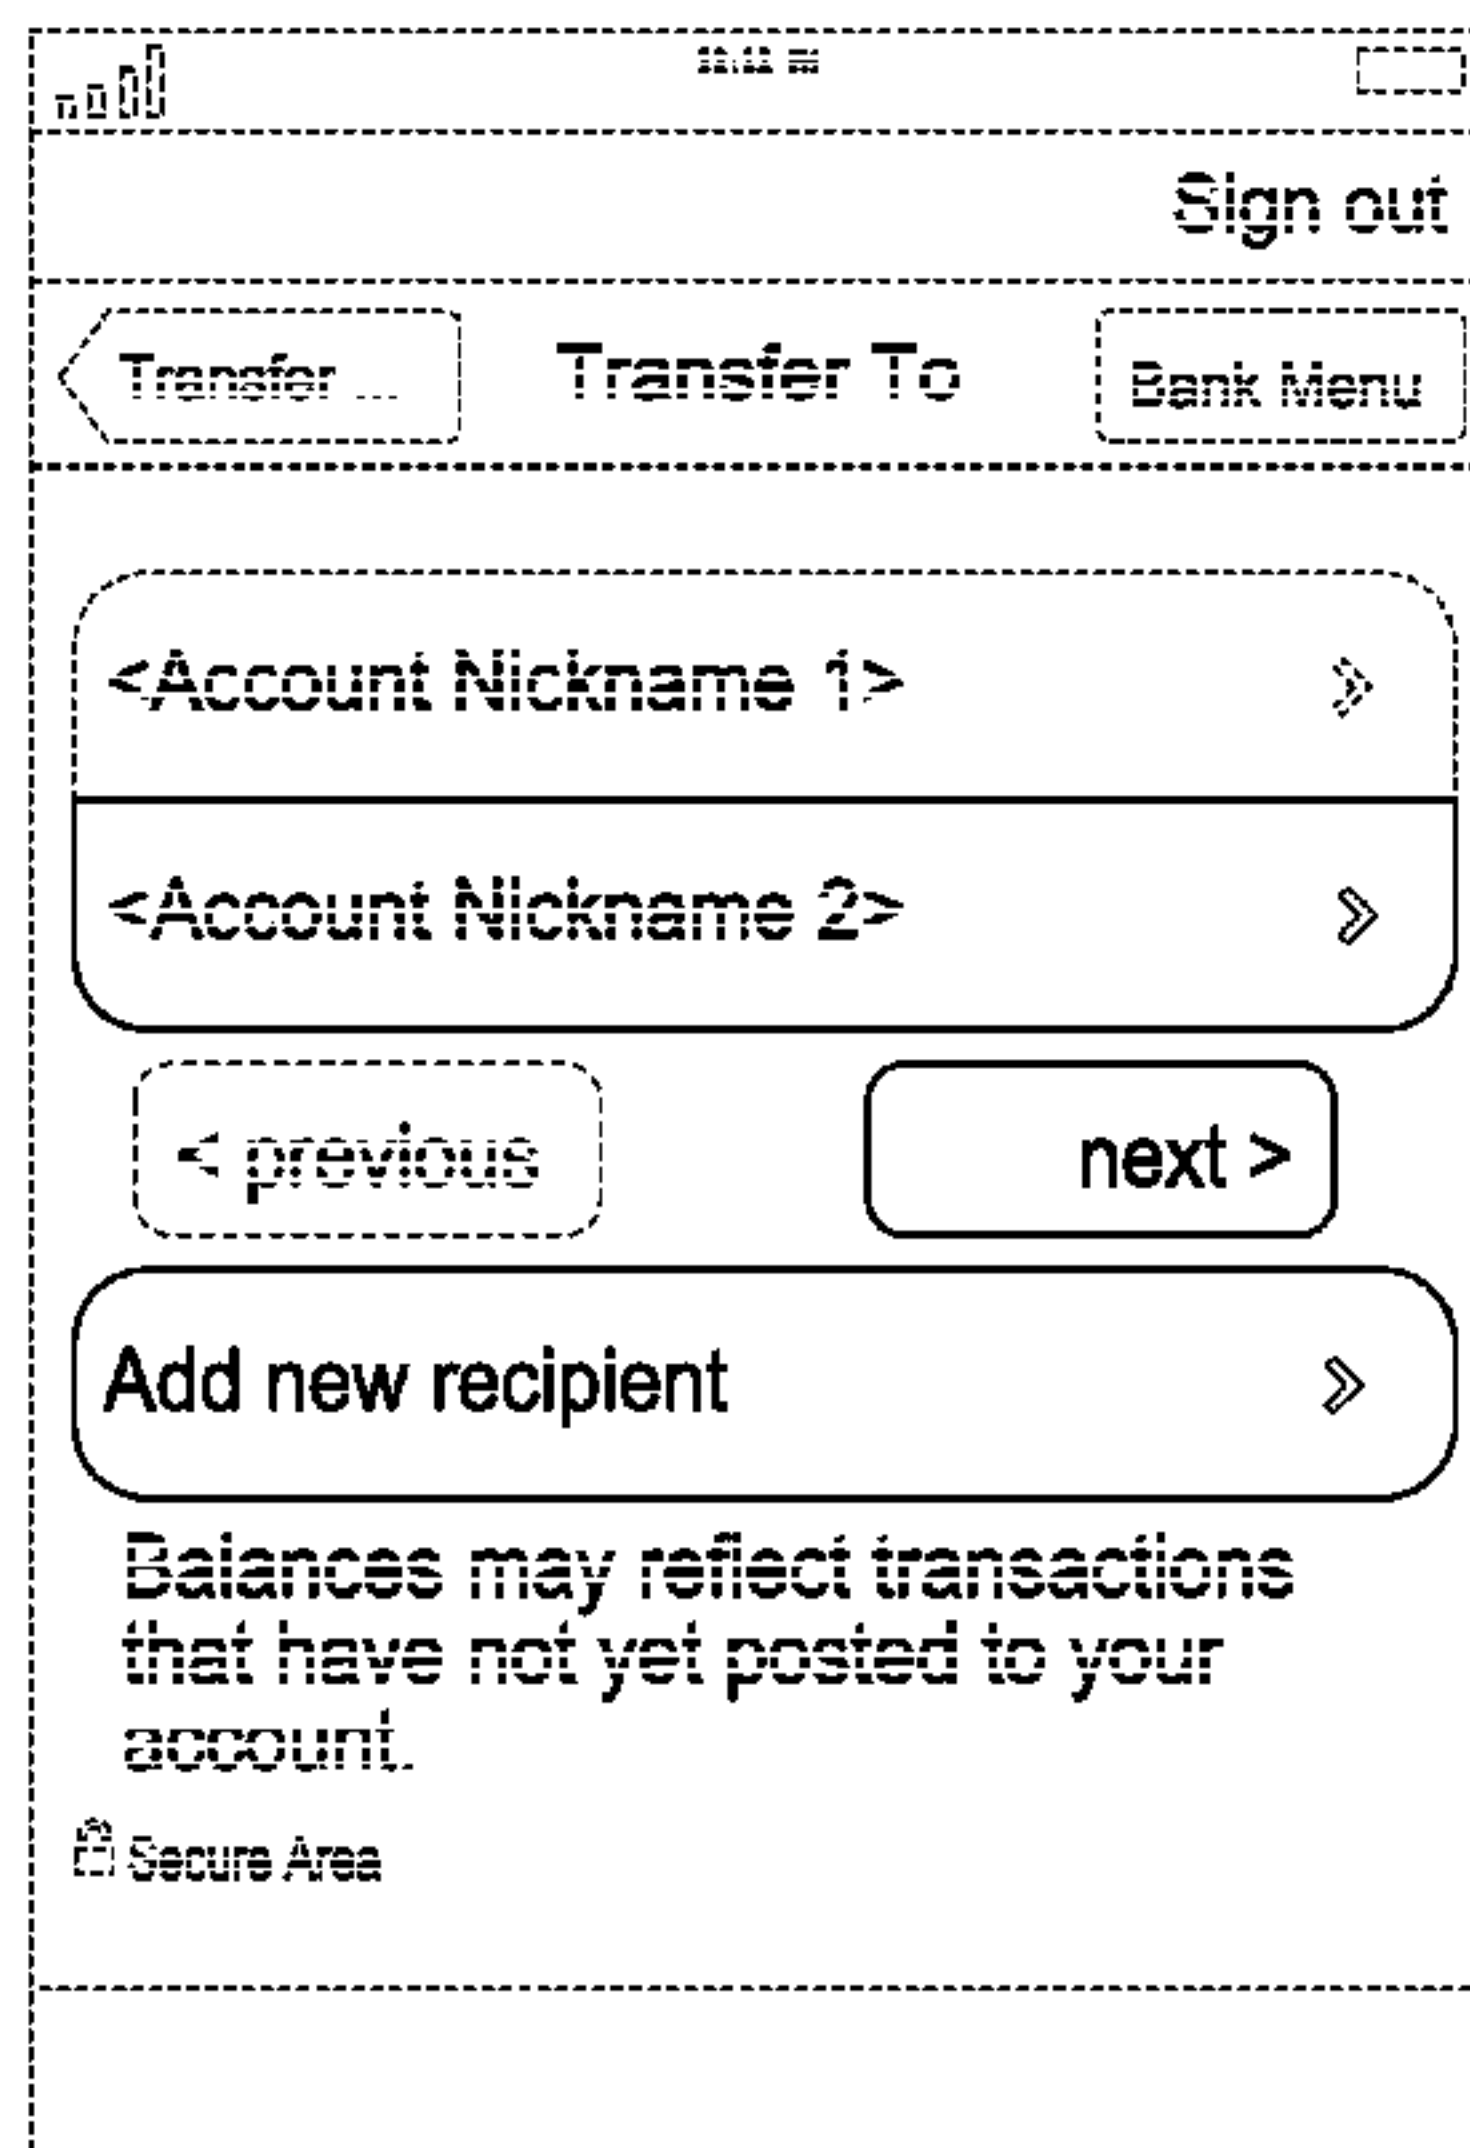 Sign out
Transfer ...
Transfer To
Bank Menu
<Account Nickname 1>
<Account Nickname 2>
< previous
next >
Add new recipient
Balances may reflect transactions
that have not yet posted to your
account.
Secure Area